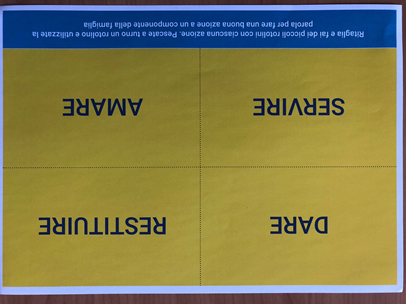 DARE RESTITUIRE
SERVIRE AMARE
Ritaglia e fai dei piccoli rotolini con ciascuna azione. Pescate a turno un rotolino e utilizzate la
parola per fare una buona azione a un componente della famiglia